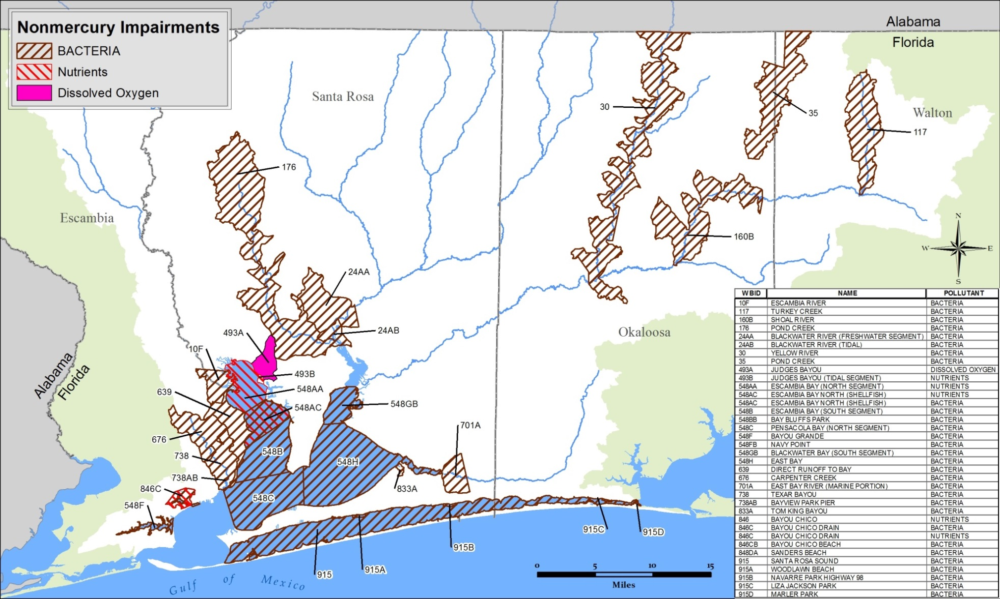 Nonmercury Impairments
BACTERIA
Nutrients
Dissolved Oxygen
Alabama
Florida
Santa Rosa
30
35
Walton
117
176
Escambia
160B
N
W E
S
24AA
24AB
Okaloosa
493A
10F
493B
548AA
639
548AC
548GB
Alabama
Florida
701A
676
548B
738
548H
738AB
833A
846C
548C
548F
915C
915D
915B
915A
915
0 5 10 15
Miles
Gulf of Mexico
WBID NAME POLLUTANT
10F ESCAMBIA RIVER BACTERIA
117 TURKEY CREEK BACTERIA
160B SHOAL RIVER BACTERIA
176 POND CREEK BACTERIA
24AA BLACKWATER RIVER (FRESHWATER SEGMENT) BACTERIA
24AB BLACKWATER RIVER (TIDAL) BACTERIA
30 YELLOW RIVER BACTERIA
35 POND CREEK BACTERIA
493A JUDGES BAYOU DISSOLVED OXYGEN
493B JUDGES BAYOU (TIDAL SEGMENT) NUTRIENTS
548AA ESCAMBIA BAY (NORTH SEGMENT) NUTRIENTS
548AC ESCAMBIA BAY NORTH (SHELLFISH) NUTRIENTS
548AC ESCAMBIA BAY NORTH (SHELLFISH) BACTERIA
548B ESCAMBIA BAY (SOUTH SEGMENT) BACTERIA
548BB BAY BLUFFS PARK BACTERIA
548C PENSACOLA BAY (NORTH SEGMENT) BACTERIA
548F BAYOU GRANDE BACTERIA
548FB NAVY POINT BACTERIA
548GB BLACKWATER BAY (SOUTH SEGMENT) BACTERIA
548H EAST BAY BACTERIA
639 DIRECT RUNOFF TO BAY BACTERIA
676 CARPENTER CREEK BACTERIA
701A EAST BAY RIVER (MARINE PORTION) BACTERIA
738 TEXAR BAYOU BACTERIA
738AB BAYVIEW PARK PIER BACTERIA
833A TOM KING BAYOU BACTERIA
846 BAYOU CHICO NUTRIENTS
846C BAYOU CHICO DRAIN BACTERIA
846C BAYOU CHICO DRAIN NUTRIENTS
846CB BAYOU CHICO BEACH BACTERIA
848DA SANDERS BEACH BACTERIA
915 SANTA ROSA SOUND BACTERIA
915A WOODLAWN BEACH BACTERIA
915B NAVARRE PARK HIGHWAY 98 BACTERIA
915C LIZA JACKSON PARK BACTERIA
915D MARLER PARK BACTERIA